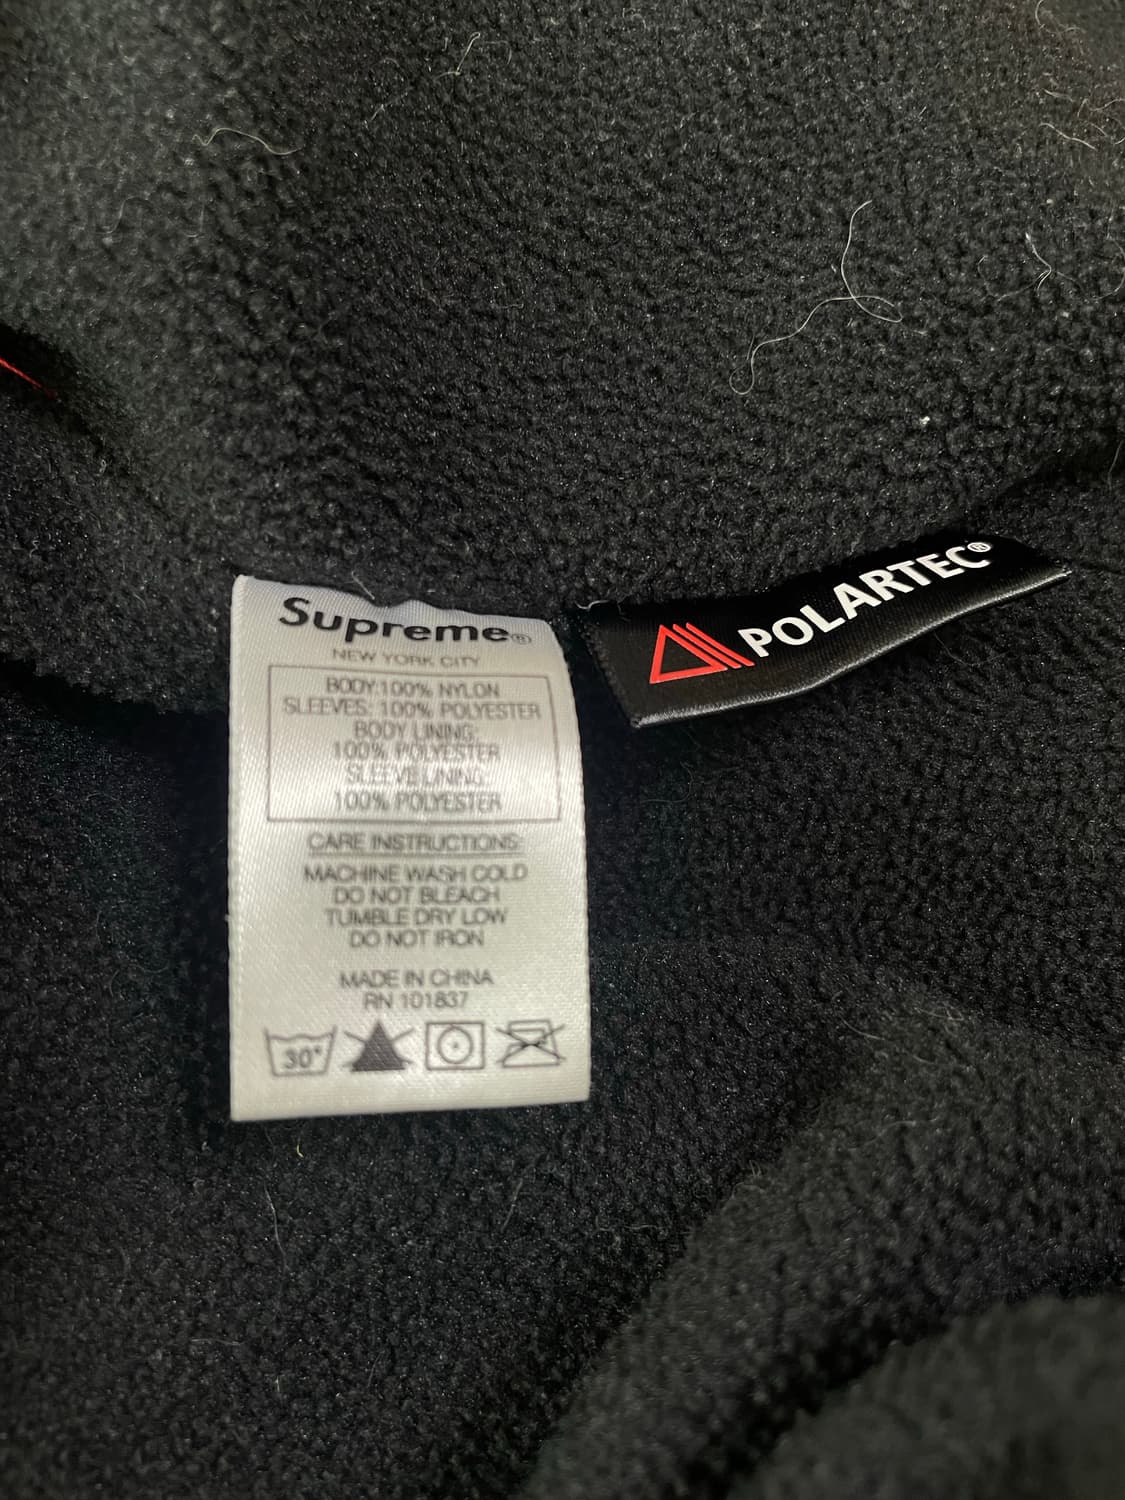 Supreme®
NEW YORK CITY
BODY:100% NYLON
SLEEVES: 100% POLYESTER
BODY LINING:
100% POLYESTER
SLEEVE LINING:
100% POLYESTER
CARE INSTRUCTIONS:
MACHINE WASH COLD
DO NOT BLEACH
TUMBLE DRY LOW
DO NOT IRON
MADE IN CHINA
RN 101837
30°
POLARTEC®